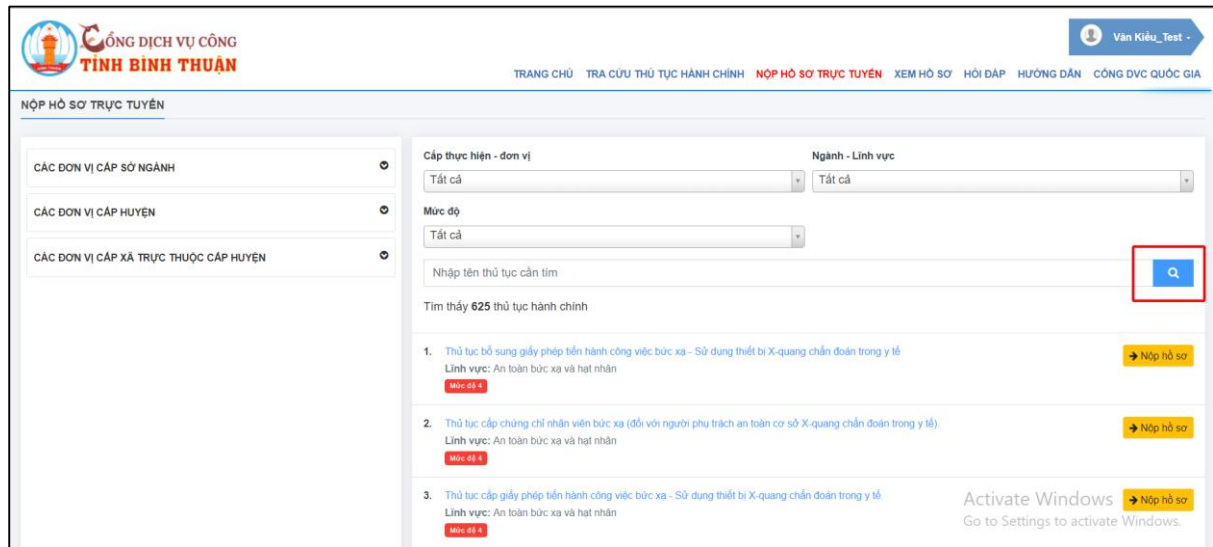 CỔNG DỊCH VỤ CÔNG
TỈNH BÌNH THUẬN
Văn Kiều_Test
TRANG CHỦ TRA CỨU THỦ TỤC HÀNH CHÍNH NỘP HỒ SƠ TRỰC TUYẾN XEM HỒ SƠ HỎI ĐÁP HƯỚNG DẪN CỔNG DVC QUỐC GIA
NỘP HỒ SƠ TRỰC TUYẾN
CÁC ĐƠN VỊ CẤP SỞ NGÀNH
CÁC ĐƠN VỊ CẤP HUYỆN
CÁC ĐƠN VỊ CẤP XÃ TRỰC THUỘC CẤP HUYỆN
Cấp thực hiện - đơn vị
Ngành - Lĩnh vực
Tất cả
Tất cả
Mức độ
Tất cả
Nhập tên thủ tục cần tìm
Tìm thấy 625 thủ tục hành chính
1. Thủ tục bổ sung giấy phép tiến hành công việc bức xạ - Sử dụng thiết bị X-quang chẩn đoán trong y tế
Lĩnh vực: An toàn bức xạ và hạt nhân
Mức độ 4
Nộp hồ sơ
2. Thủ tục cấp chứng chỉ nhân viên bức xạ (đối với người phụ trách an toàn cơ sở X-quang chẩn đoán trong y tế).
Lĩnh vực: An toàn bức xạ và hạt nhân
Mức độ 4
Nộp hồ sơ
3. Thủ tục cấp giấy phép tiến hành công việc bức xạ - Sử dụng thiết bị X-quang chẩn đoán trong y tế.
Lĩnh vực: An toàn bức xạ và hạt nhân
Mức độ 4
Nộp hồ sơ
Activate Windows
Go to Settings to activate Windows.